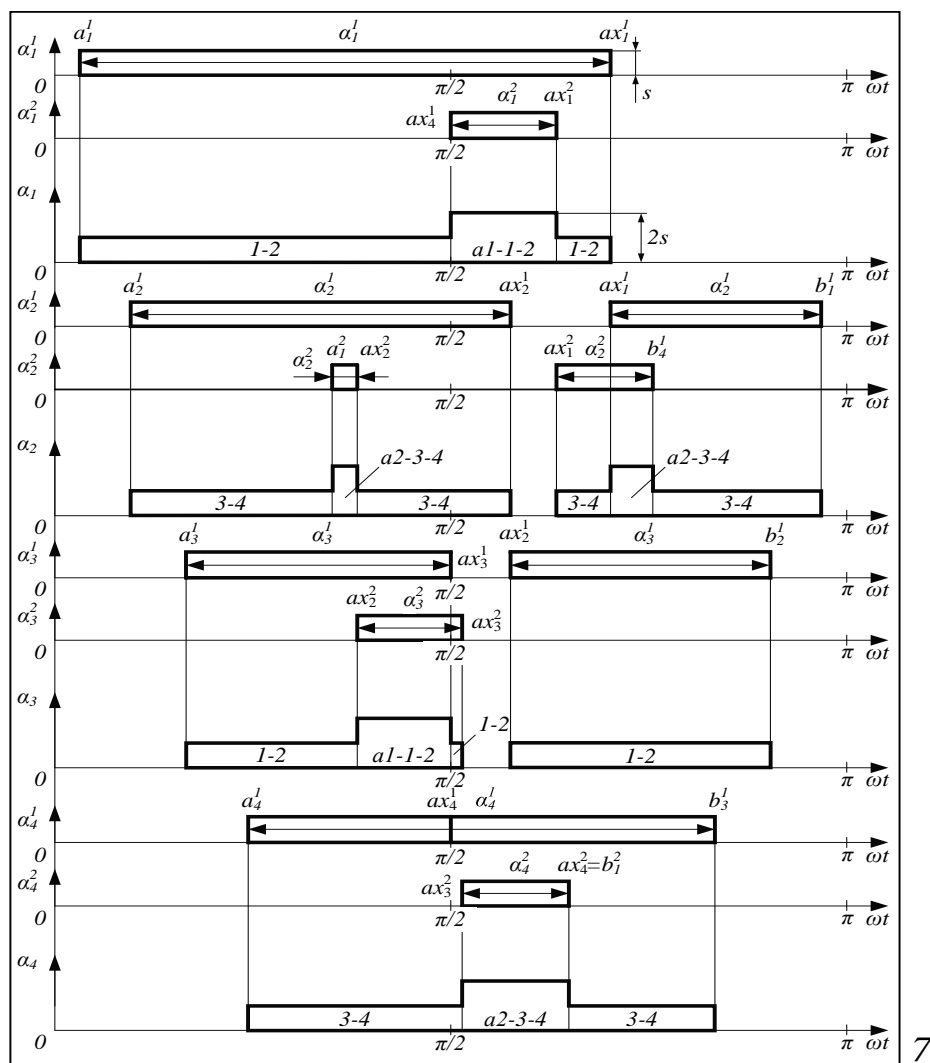 a₁¹ α₁¹ ax₁¹
α₁¹ s
0 π/2 π ωt
α₁² ax₄¹ α₁² ax₁²
0 π/2 π ωt
α₁
1-2 a1-1-2 1-2 2s
0 π/2 π ωt
a₂¹ α₂¹ ax₂¹ ax₁¹ α₂¹ b₁¹
α₂¹
0 π/2 π ωt
α₂² α₂² a₁² ax₂² ax₁² α₂² b₄¹
0 π/2 π ωt
α₂ a2-3-4 a2-3-4
3-4 3-4 3-4 3-4
0 π/2 π ωt
a₃¹ α₃¹ ax₃¹ ax₂¹ α₃¹ b₂¹
α₃¹
0 π/2 π ωt
α₃² ax₂² α₃² ax₃²
0 π/2 π ωt
α₃ 1-2
1-2 a1-1-2 1-2
0 π/2 π ωt
a₄¹ ax₄¹ α₄¹ b₃¹
α₄¹
0 π/2 π ωt
α₄² ax₃² α₄² ax₄²=b₁²
0 π/2 π ωt
α₄
3-4 a2-3-4 3-4
0 π/2 π ωt
7